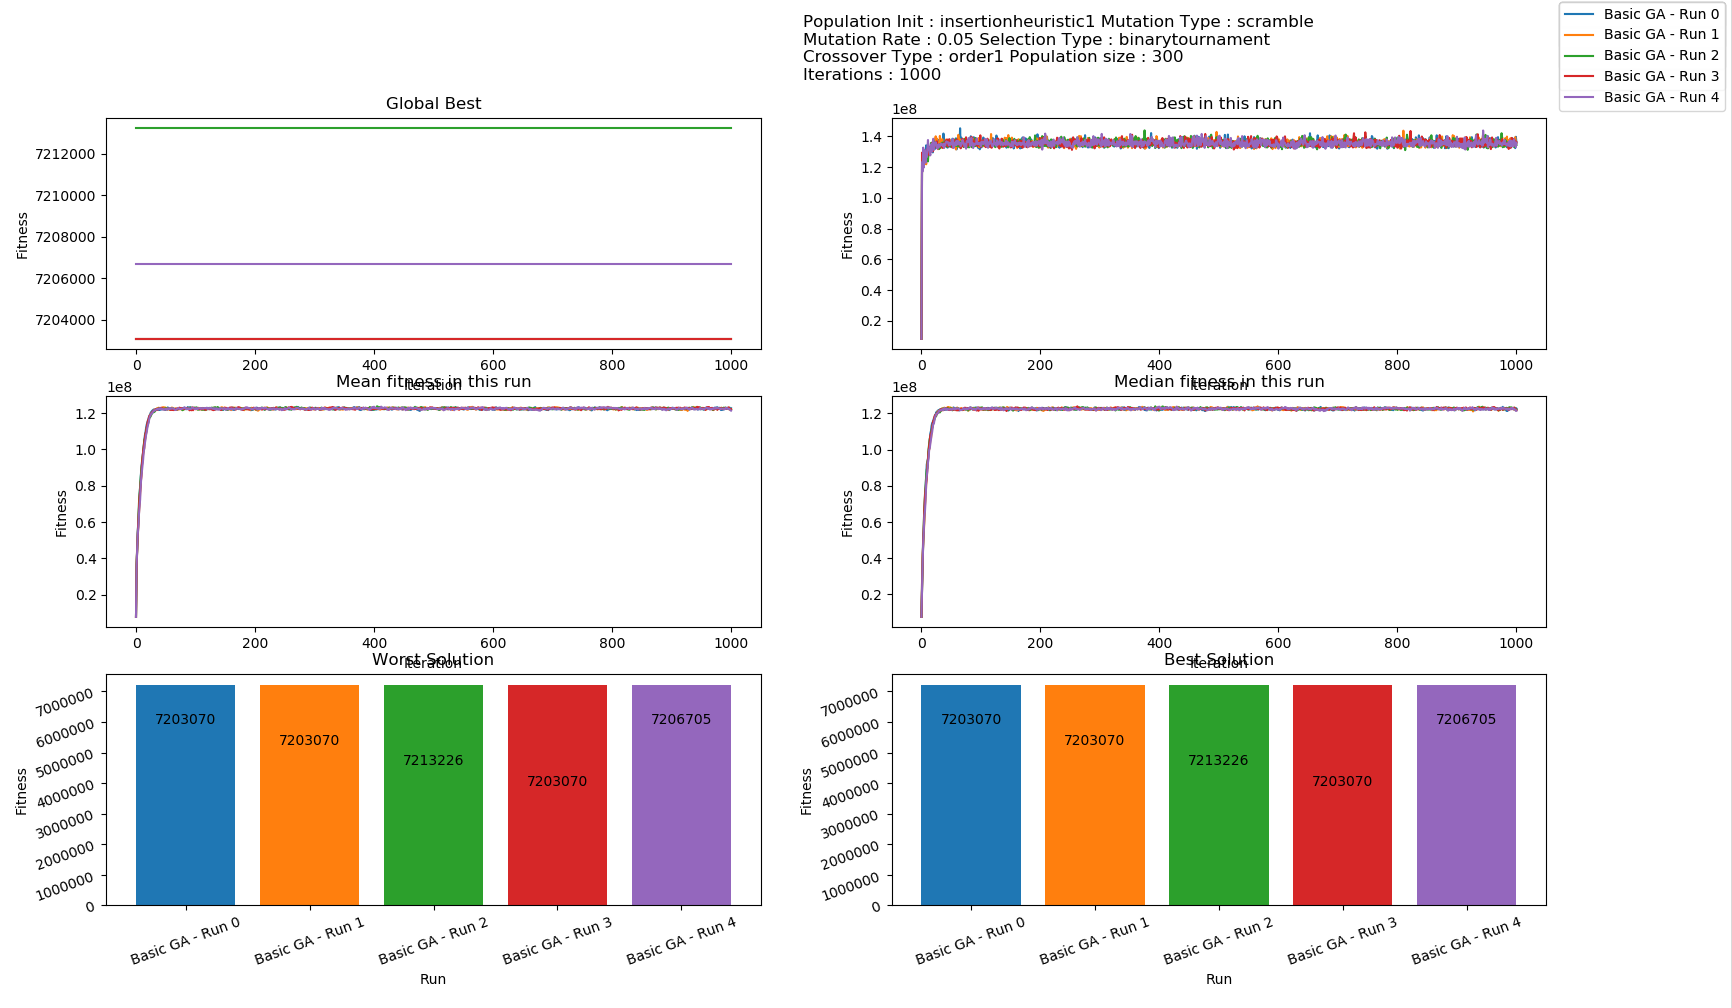 Population Init : insertionheuristic1 Mutation Type : scramble
Mutation Rate : 0.05 Selection Type : binarytournament
Crossover Type : order1 Population size : 300
Iterations : 1000
Basic GA - Run 0
Basic GA - Run 1
Basic GA - Run 2
Basic GA - Run 3
Basic GA - Run 4
Global Best
7212000
7210000
7208000
7206000
7204000
Fitness
0 200 400 600 800 1000
Iteration
Best in this run
1e8
1.4
1.2
1.0
0.8
0.6
0.4
0.2
Fitness
0 200 400 600 800 1000
Iteration
Mean fitness in this run
1e8
1.2
1.0
0.8
0.6
0.4
0.2
Fitness
0 200 400 600 800 1000
Iteration
Median fitness in this run
1e8
1.2
1.0
0.8
0.6
0.4
0.2
Fitness
0 200 400 600 800 1000
Iteration
Worst Solution
7000000
6000000
5000000
4000000
3000000
2000000
1000000
0
Fitness
7203070
7203070
7213226
7203070
7206705
Basic GA - Run 0
Basic GA - Run 1
Basic GA - Run 2
Basic GA - Run 3
Basic GA - Run 4
Run
Best Solution
7000000
6000000
5000000
4000000
3000000
2000000
1000000
0
Fitness
7203070
7203070
7213226
7203070
7206705
Basic GA - Run 0
Basic GA - Run 1
Basic GA - Run 2
Basic GA - Run 3
Basic GA - Run 4
Run